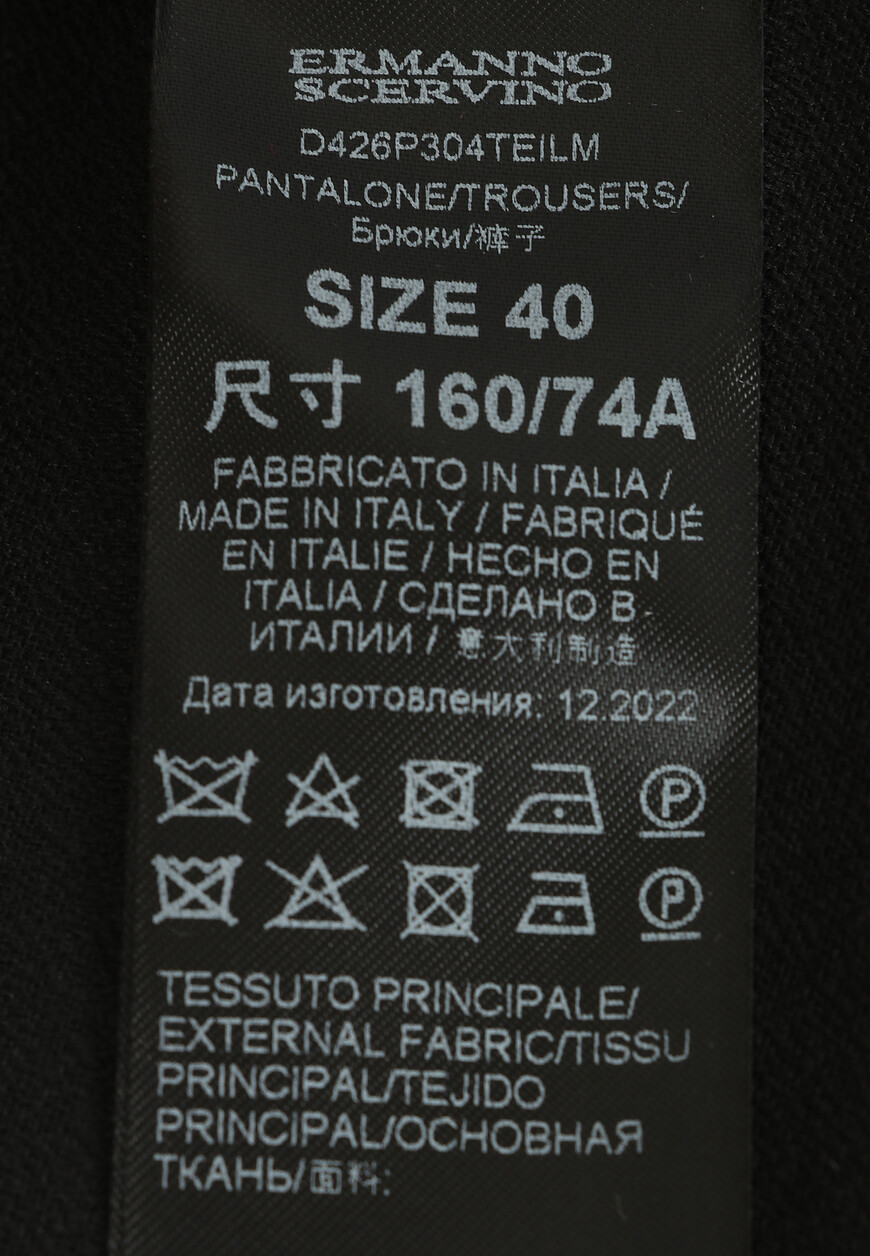 ERMANNO
SCERVINO
D426P304TEILM
PANTALONE/TROUSERS/
Брюки/裤子
SIZE 40
尺寸 160/74A
FABBRICATO IN ITALIA /
MADE IN ITALY / FABRIQUÉ
EN ITALIE / HECHO EN
ITALIA / СДЕЛАНО В
ИТАЛИИ / 意大利制造
Дата изготовления: 12.2022
P
P
TESSUTO PRINCIPALE/
EXTERNAL FABRIC/TISSU
PRINCIPAL/TEJIDO
PRINCIPAL/ОСНОВНАЯ
ТКАНЬ/面料: